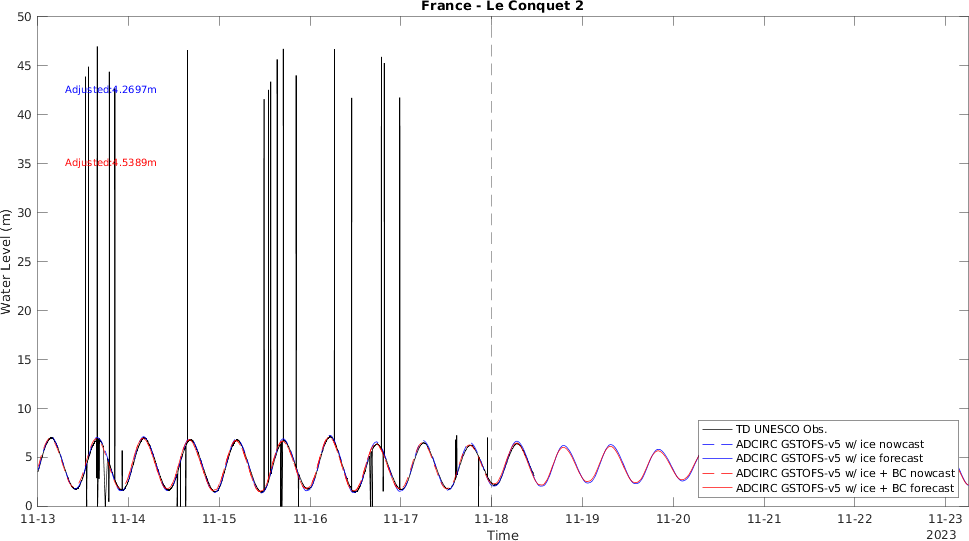 France - Le Conquet 2
50
45
Adjusted:4.2697m
40
35
Adjusted:4.5389m
30
25
20
15
10
5
0
Water Level (m)
TD UNESCO Obs.
ADCIRC GSTOFS-v5 w/ ice nowcast
ADCIRC GSTOFS-v5 w/ ice forecast
ADCIRC GSTOFS-v5 w/ ice + BC nowcast
ADCIRC GSTOFS-v5 w/ ice + BC forecast
11-13 11-14 11-15 11-16 11-17 11-18 11-19 11-20 11-21 11-22 11-23
Time
2023